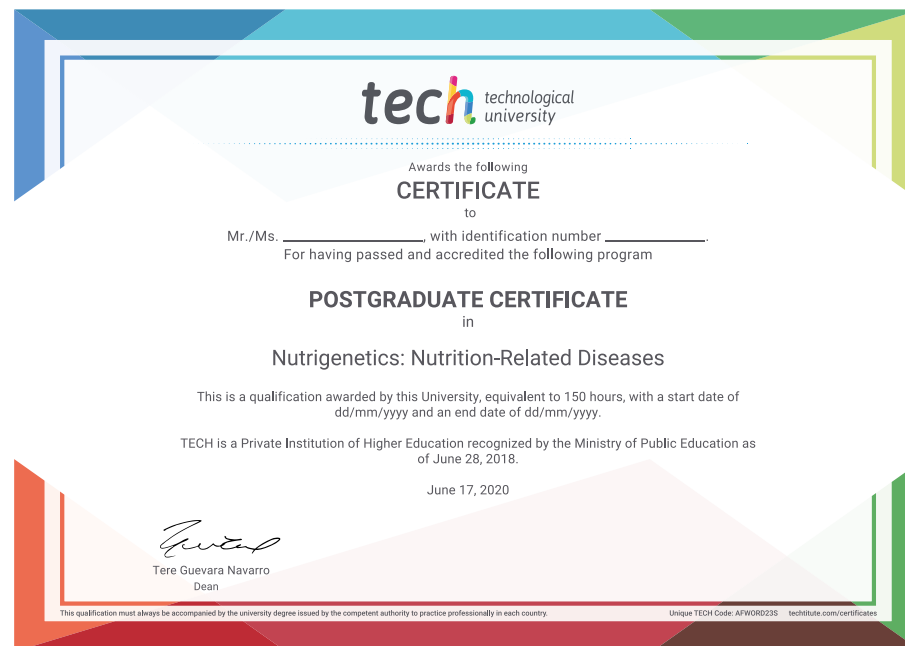 tech technological
university
Awards the following
CERTIFICATE
to
Mr./Ms. ____________________, with identification number ______________.
For having passed and accredited the following program
POSTGRADUATE CERTIFICATE
in
Nutrigenetics: Nutrition-Related Diseases
This is a qualification awarded by this University, equivalent to 150 hours, with a start date of
dd/mm/yyyy and an end date of dd/mm/yyyy.
TECH is a Private Institution of Higher Education recognized by the Ministry of Public Education as
of June 28, 2018.
June 17, 2020
Tere Guevara Navarro
Dean
This qualification must always be accompanied by the university degree issued by the competent authority to practice professionally in each country. Unique TECH Code: AFWORD23S techtitute.com/certificates